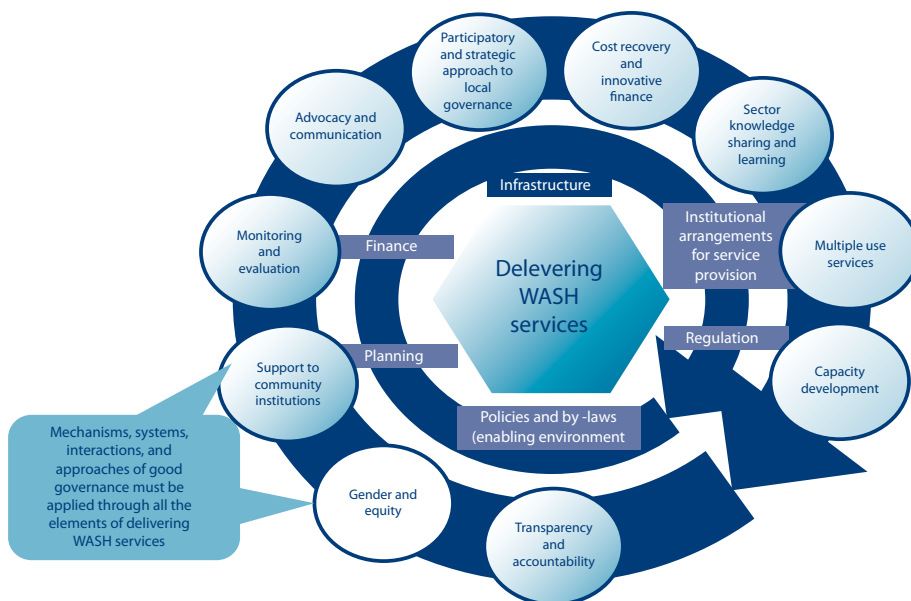 Participatory
and strategic
approach to
local
governance
Cost recovery
and
innovative
finance
Advocacy and
communication
Sector
knowledge
sharing and
learning
Infrastructure
Monitoring
and
evaluation
Finance
Institutional
arrangements
for service
provision
Multiple use
services
Delevering
WASH
services
Planning
Regulation
Support to
community
institutions
Capacity
development
Policies and by -laws
(enabling environment
Mechanisms, systems,
interactions, and
approaches of good
governance must be
applied through all the
elements of delivering
WASH services
Gender and
equity
Transparency
and
accountability